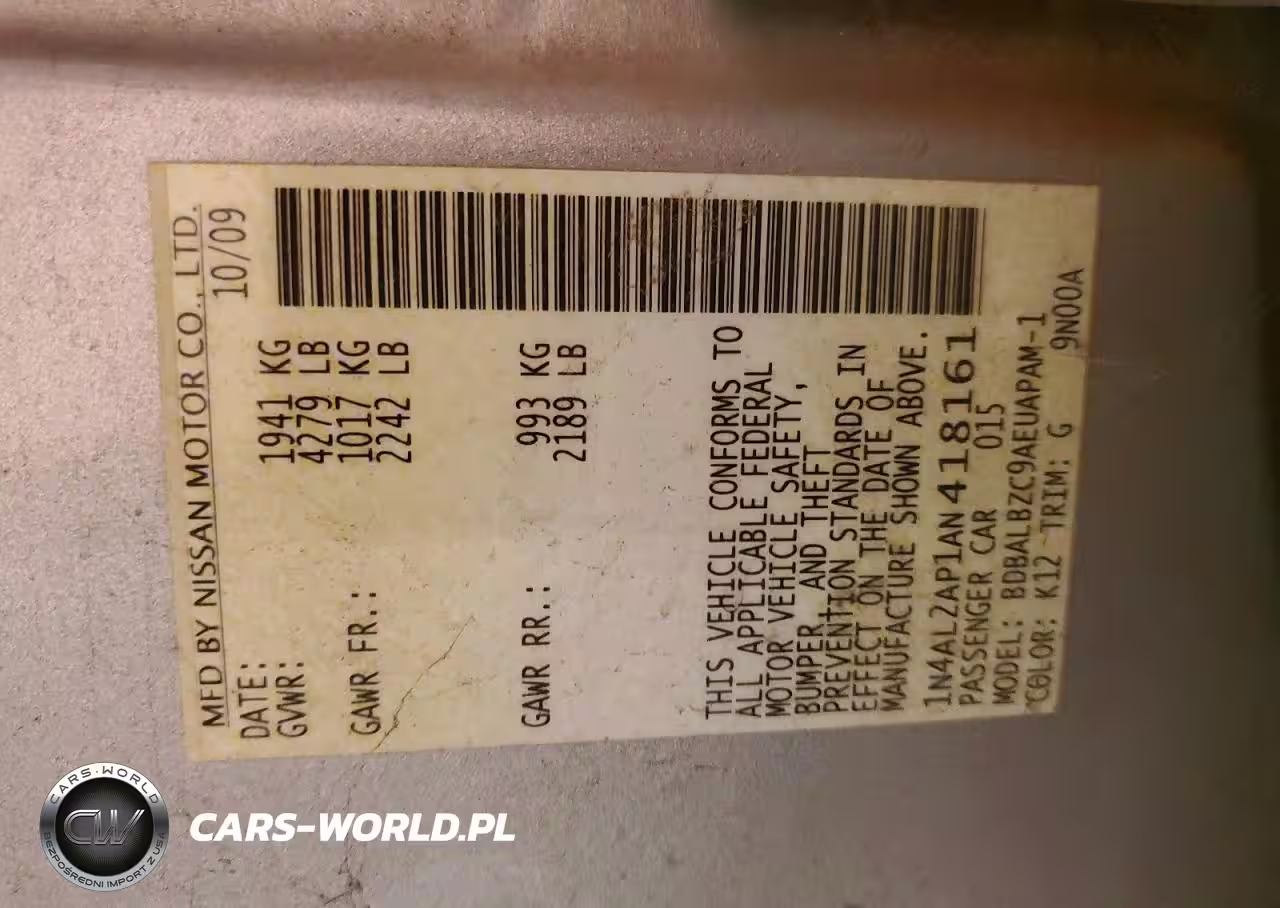 MFD BY NISSAN MOTOR CO., LTD.
DATE: 10/09
GVWR: 1941 KG
4279 LB
GAWR FR.: 1017 KG
2242 LB
GAWR RR.: 993 KG
2189 LB
THIS VEHICLE CONFORMS TO
ALL APPLICABLE FEDERAL
MOTOR VEHICLE SAFETY,
BUMPER AND THEFT
PREVENTION STANDARDS IN
EFFECT ON THE DATE OF
MANUFACTURE SHOWN ABOVE.
1N4AL2AP1AN418161
PASSENGER CAR 015
MODEL: BDBALBZC9AEUAPAM-1
COLOR: K12 TRIM: G 9N00A
CARS-WORLD
CW
BEZPOŚREDNI IMPORT Z USA
CARS-WORLD.PL